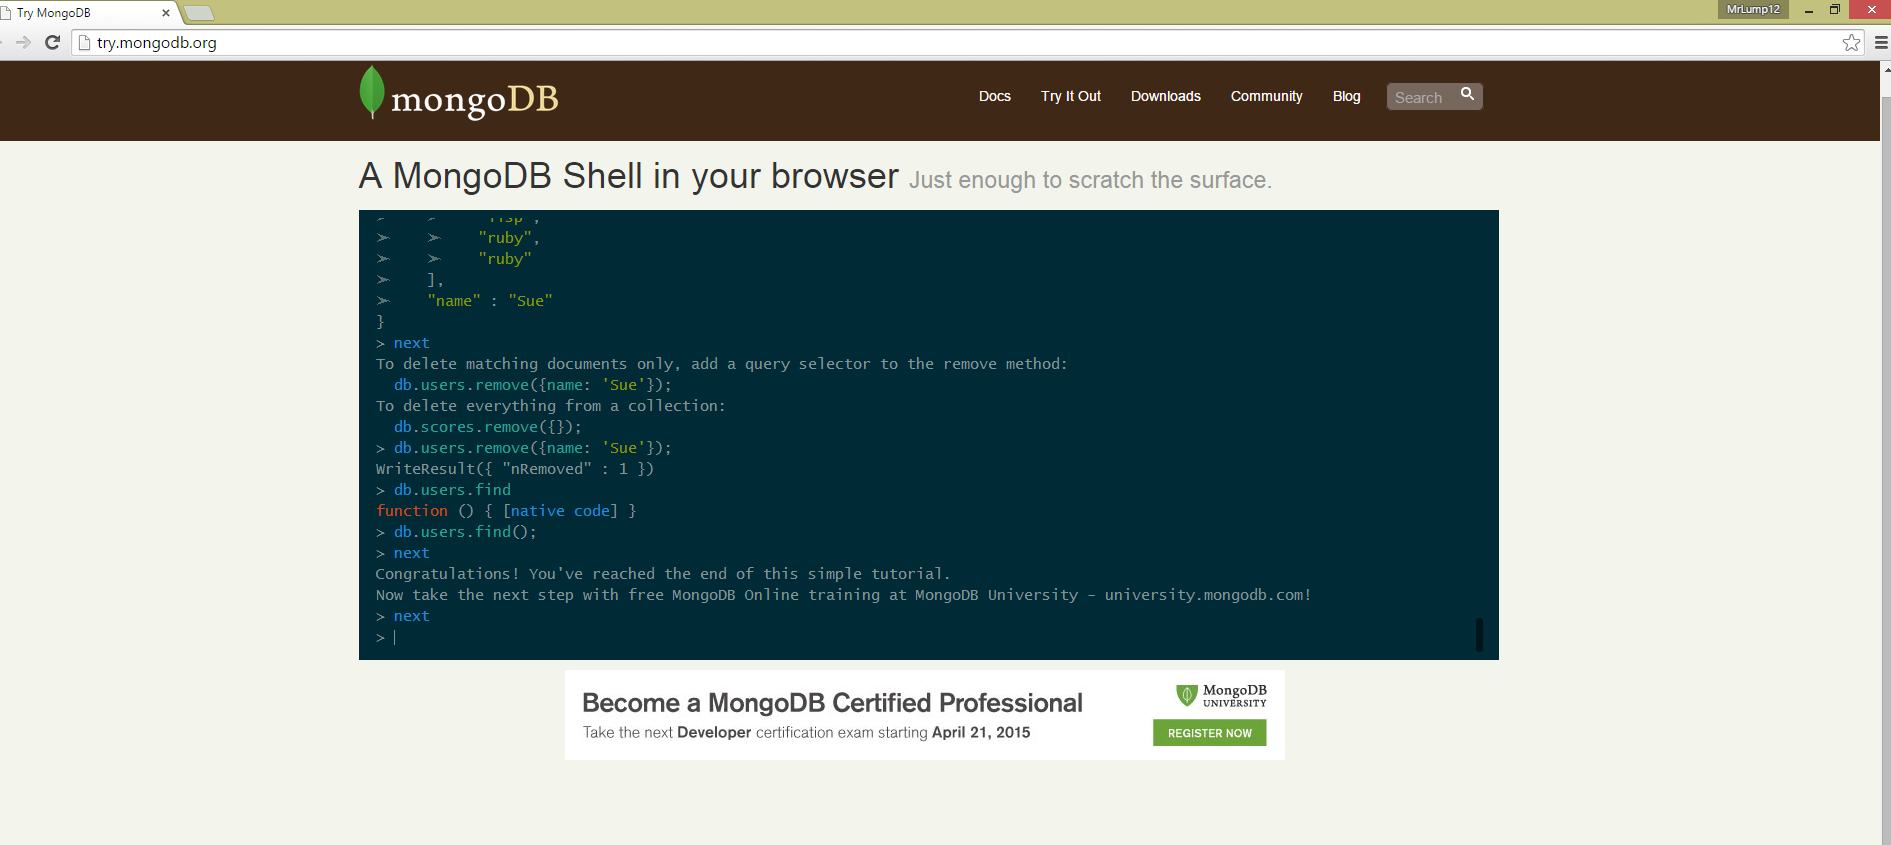 Try MongoDB
MrLump12
try.mongodb.org
mongoDB
Docs Try It Out Downloads Community Blog Search
A MongoDB Shell in your browser Just enough to scratch the surface.
➢ ➢ "lisp",
➢ ➢ "ruby",
➢ ➢ "ruby"
➢ ],
➢ "name" : "Sue"
}
> next
To delete matching documents only, add a query selector to the remove method:
db.users.remove({name: 'Sue'});
To delete everything from a collection:
db.scores.remove({});
> db.users.remove({name: 'Sue'});
WriteResult({ "nRemoved" : 1 })
> db.users.find
function () { [native code] }
> db.users.find();
> next
Congratulations! You've reached the end of this simple tutorial.
Now take the next step with free MongoDB Online training at MongoDB University - university.mongodb.com!
> next
>
Become a MongoDB Certified Professional
Take the next Developer certification exam starting April 21, 2015
MongoDB
UNIVERSITY
REGISTER NOW